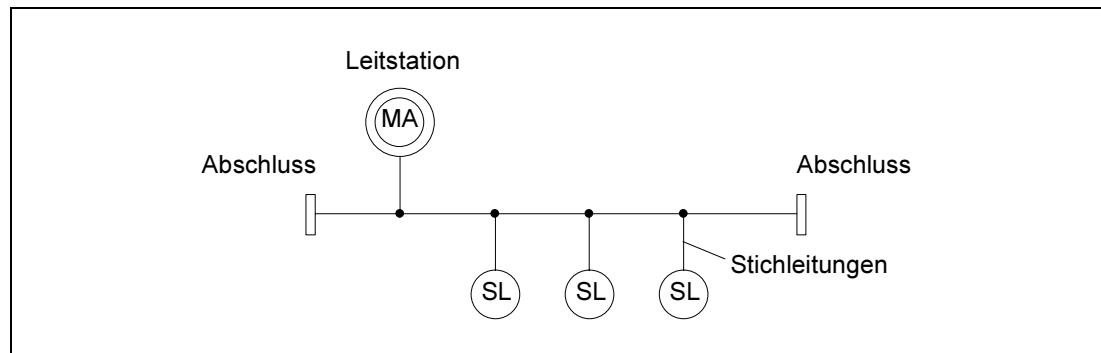 Leitstation
MA
Abschluss
Abschluss
Stichleitungen
SL
SL
SL